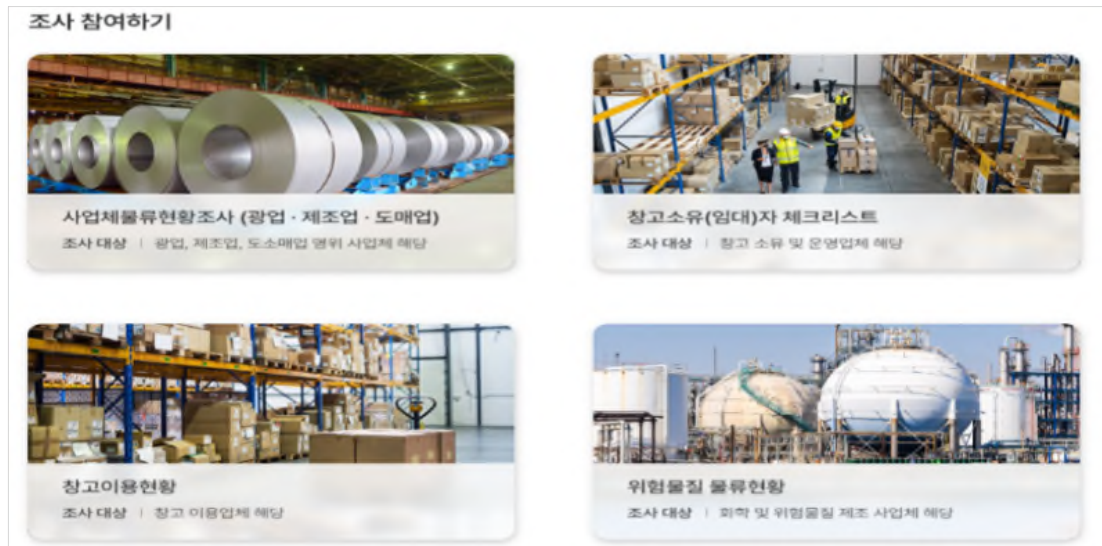 조사 참여하기
사업체물류현황조사 (광업 · 제조업 · 도매업)
조사 대상 | 광업, 제조업, 도소매업 영위 사업체 해당
창고소유(임대)자 체크리스트
조사 대상 | 창고 소유 및 운영업체 해당
창고이용현황
조사 대상 | 창고 이용업체 해당
위험물질 물류현황
조사 대상 | 화학 및 위험물질 제조 사업체 해당